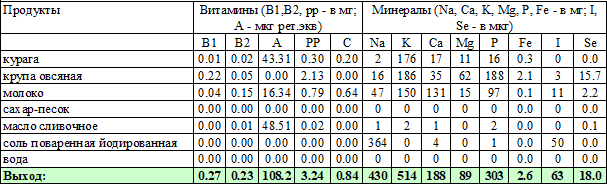 Продукты Витамины (B1,B2, pp - в мг; Минералы (Na, Ca, K, Mg, P, Fe - в мг; I,
А - мкг рет.экв) Se - в мкг)
B1 B2 A PP C Na K Ca Mg P Fe I Se
курага 0.01 0.02 43.31 0.30 0.20 2 176 17 11 16 0.3 0 0.0
крупа овсяная 0.22 0.05 0.00 2.13 0.00 16 186 35 62 188 2.1 3 15.7
молоко 0.04 0.15 16.34 0.79 0.64 47 150 131 15 97 0.1 11 2.2
сахар-песок 0.00 0.00 0.00 0.00 0.00 0 0 0 0 0 0.0 0 0.0
масло сливочное 0.00 0.01 48.51 0.02 0.00 1 2 1 0 2 0.0 0 0.1
соль поваренная йодированная 0.00 0.00 0.00 0.00 0.00 364 0 4 0 1 0.0 50 0.0
вода 0.00 0.00 0.00 0.00 0.00 0 0 0 0 0 0.0 0 0.0
Выход: 0.27 0.23 108.2 3.24 0.84 430 514 188 89 303 2.6 63 18.0